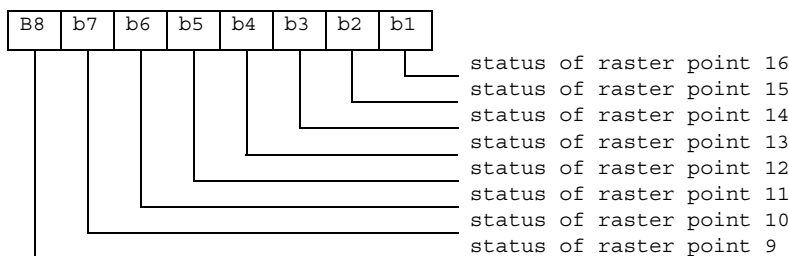 B8 b7 b6 b5 b4 b3 b2 b1
status of raster point 16
status of raster point 15
status of raster point 14
status of raster point 13
status of raster point 12
status of raster point 11
status of raster point 10
status of raster point 9